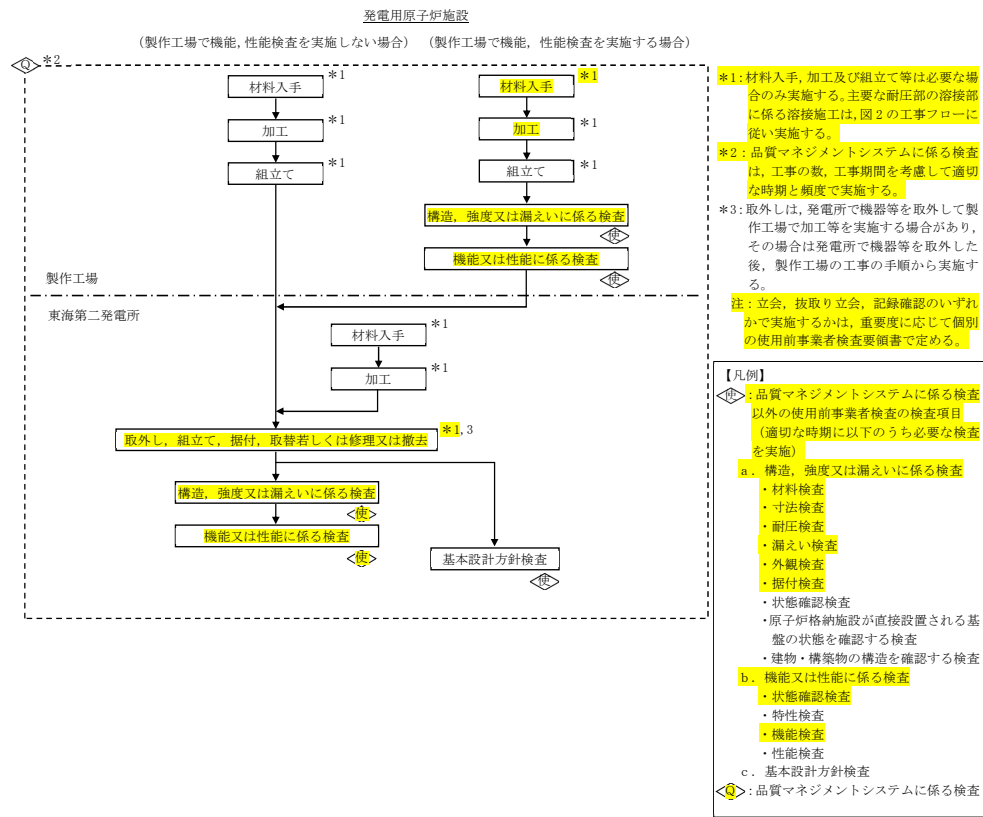 発電用原子炉施設
(製作工場で機能,性能検査を実施しない場合) (製作工場で機能,性能検査を実施する場合)
Q *2
材料入手 *1
加工 *1
組立て *1
材料入手 *1
加工 *1
組立て *1
構造,強度又は漏えいに係る検査
使
機能又は性能に係る検査
使
製作工場
東海第二発電所
材料入手 *1
加工 *1
取外し,組立て,据付,取替若しくは修理又は撤去 *1,3
構造,強度又は漏えいに係る検査
使
機能又は性能に係る検査
使
基本設計方針検査
使
*1:材料入手,加工及び組立て等は必要な場
合のみ実施する。主要な耐圧部の溶接部
に係る溶接施工は,図2の工事フローに
従い実施する。
*2:品質マネジメントシステムに係る検査
は,工事の数,工事期間を考慮して適切
な時期と頻度で実施する。
*3:取外しは,発電所で機器等を取外して製
作工場で加工等を実施する場合があり,
その場合は発電所で機器等を取外した
後,製作工場の工事の手順から実施す
る。
注:立会,抜取り立会,記録確認のいずれ
かで実施するかは,重要度に応じて個別
の使用前事業者検査要領書で定める。
【凡例】
使:品質マネジメントシステムに係る検査
以外の使用前事業者検査の検査項目
(適切な時期に以下のうち必要な検査
を実施)
a.構造,強度又は漏えいに係る検査
・材料検査
・寸法検査
・耐圧検査
・漏えい検査
・外観検査
・据付検査
・状態確認検査
・原子炉格納施設が直接設置される基
盤の状態を確認する検査
・建物・構築物の構造を確認する検査
b.機能又は性能に係る検査
・状態確認検査
・特性検査
・機能検査
・性能検査
c.基本設計方針検査
Q:品質マネジメントシステムに係る検査